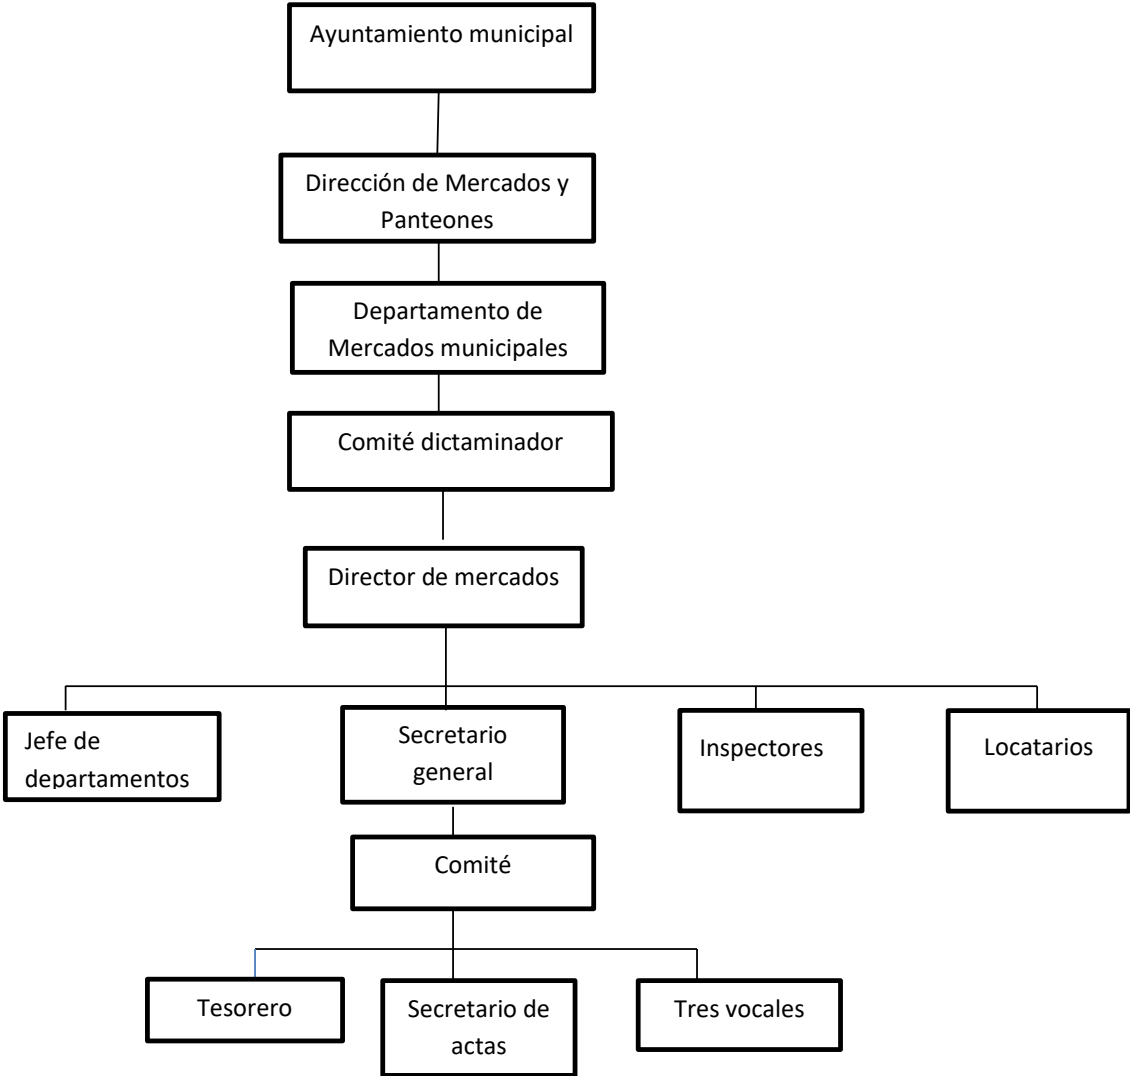 Ayuntamiento municipal
Dirección de Mercados y
Panteones
Departamento de
Mercados municipales
Comité dictaminador
Director de mercados
Jefe de
departamentos
Secretario
general
Inspectores
Locatarios
Comité
Tesorero
Secretario de
actas
Tres vocales